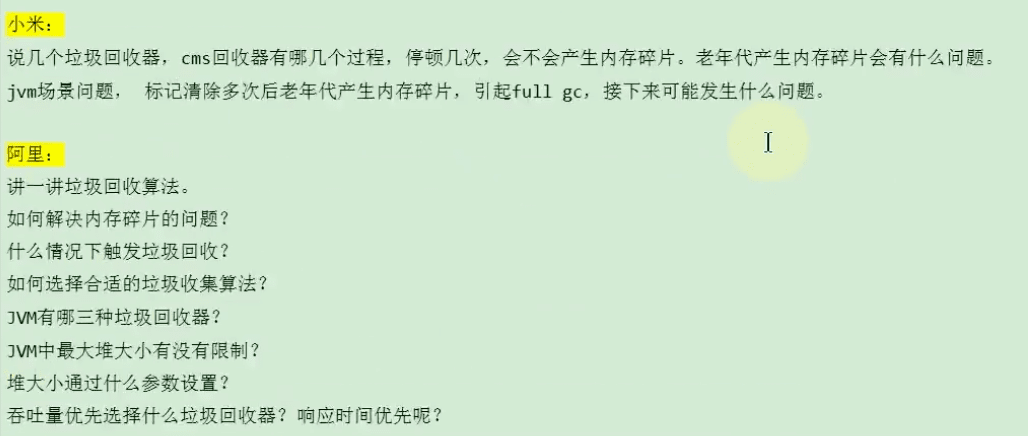 小米：
说几个垃圾回收器，cms回收器有哪几个过程，停顿几次，会不会产生内存碎片。老年代产生内存碎片会有什么问题。
jvm场景问题， 标记清除多次后老年代产生内存碎片，引起full gc，接下来可能发生什么问题。
阿里：
讲一讲垃圾回收算法。
如何解决内存碎片的问题？
什么情况下触发垃圾回收？
如何选择合适的垃圾收集算法？
JVM有哪三种垃圾回收器？
JVM中最大堆大小有没有限制？
堆大小通过什么参数设置？
吞吐量优先选择什么垃圾回收器？响应时间优先呢？